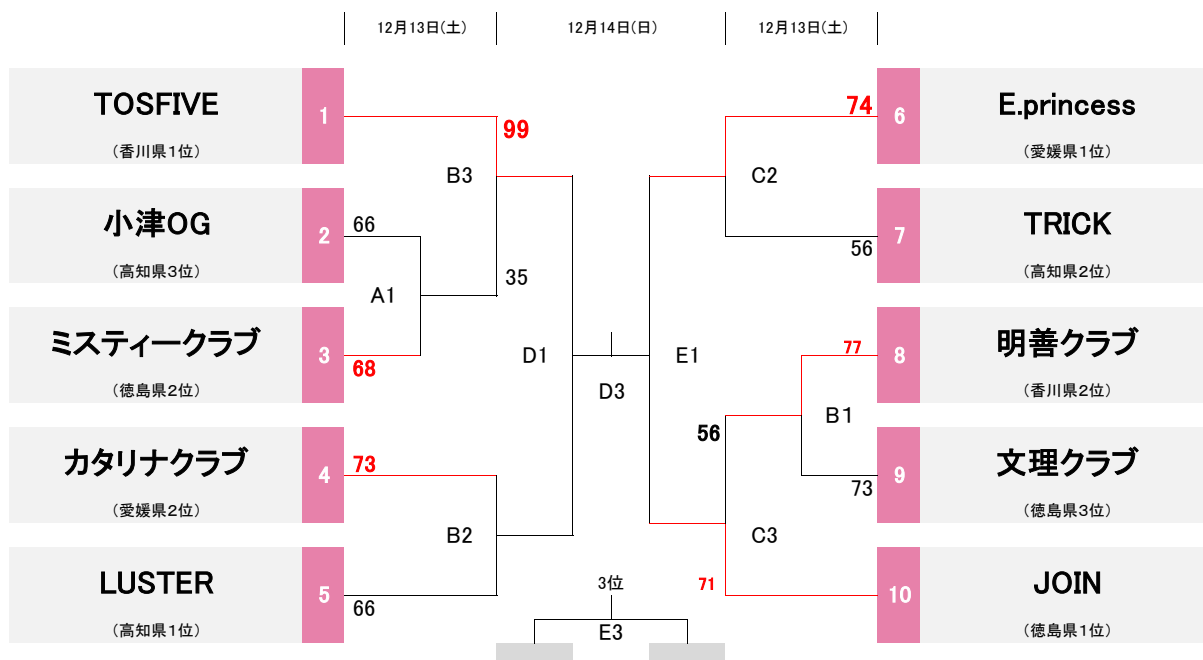 12月13日(土)
12月14日(日)
12月13日(土)
TOSFIVE
(香川県1位)
1
99
B3
小津OG
(高知県3位)
2
66
35
A1
ミスティークラブ
(徳島県2位)
3
68
D1
カタリナクラブ
(愛媛県2位)
4
73
B2
LUSTER
(高知県1位)
5
66
D3
3位
E3
74
6
E.princess
(愛媛県1位)
C2
56
7
TRICK
(高知県2位)
E1
77
8
明善クラブ
(香川県2位)
B1
56
73
9
文理クラブ
(徳島県3位)
C3
71
10
JOIN
(徳島県1位)